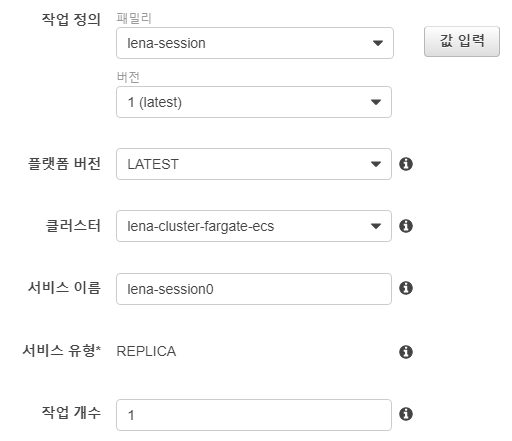 작업 정의
패밀리
lena-session
값 입력
버전
1 (latest)
플랫폼 버전
LATEST
클러스터
lena-cluster-fargate-ecs
서비스 이름
lena-session0
서비스 유형*
REPLICA
작업 개수
1